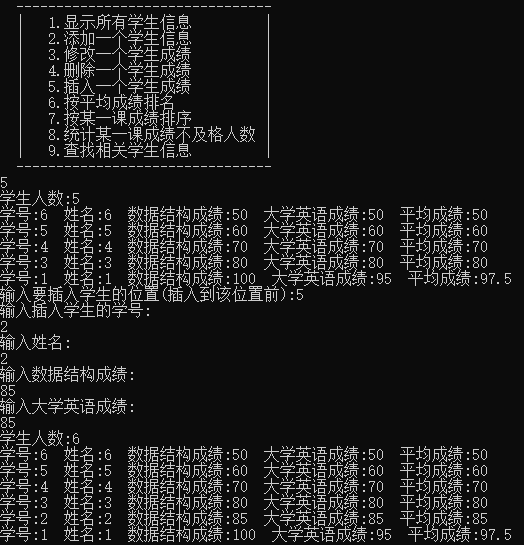 1.显示所有学生信息
2.添加一个学生信息
3.修改一个学生成绩
4.删除一个学生成绩
5.插入一个学生成绩
6.按平均成绩排名
7.按某一课成绩排序
8.统计某一课成绩不及格人数
9.查找相关学生信息
5
学生人数:5
学号:6 姓名:6 数据结构成绩:50 大学英语成绩:50 平均成绩:50
学号:5 姓名:5 数据结构成绩:60 大学英语成绩:60 平均成绩:60
学号:4 姓名:4 数据结构成绩:70 大学英语成绩:70 平均成绩:70
学号:3 姓名:3 数据结构成绩:80 大学英语成绩:80 平均成绩:80
学号:1 姓名:1 数据结构成绩:100 大学英语成绩:95 平均成绩:97.5
输入要插入学生的位置(插入到该位置前):5
输入插入学生的学号:
2
输入姓名:
2
输入数据结构成绩:
85
输入大学英语成绩:
85
学生人数:6
学号:6 姓名:6 数据结构成绩:50 大学英语成绩:50 平均成绩:50
学号:5 姓名:5 数据结构成绩:60 大学英语成绩:60 平均成绩:60
学号:4 姓名:4 数据结构成绩:70 大学英语成绩:70 平均成绩:70
学号:3 姓名:3 数据结构成绩:80 大学英语成绩:80 平均成绩:80
学号:2 姓名:2 数据结构成绩:85 大学英语成绩:85 平均成绩:85
学号:1 姓名:1 数据结构成绩:100 大学英语成绩:95 平均成绩:97.5